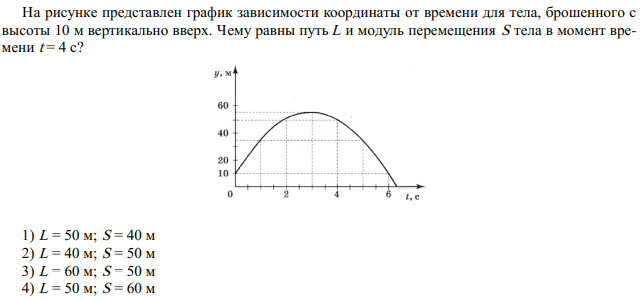 На рисунке представлен график зависимости координаты от времени для тела, брошенного с
высоты 10 м вертикально вверх. Чему равны путь L и модуль перемещения S тела в момент вре-
мени t = 4 с?
y, м
60
40
20
10
0 2 4 6 t, с
1) L = 50 м; S = 40 м
2) L = 40 м; S = 50 м
3) L = 60 м; S = 50 м
4) L = 50 м; S = 60 м